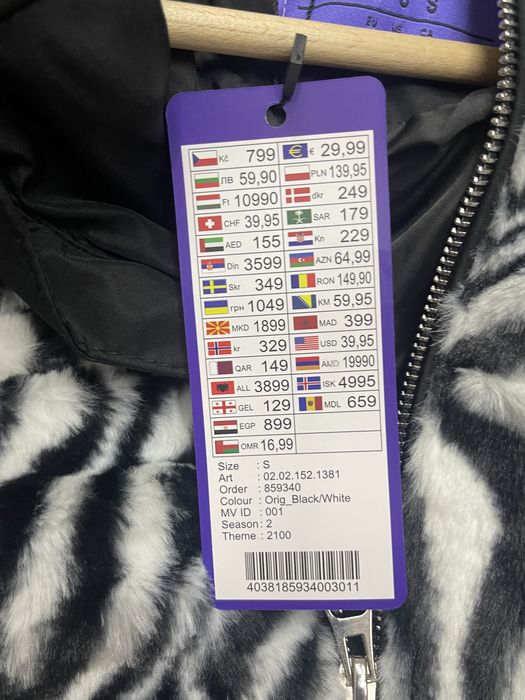 S
EU US CA
Kč 799 € 29,99
ЛВ 59,90 PLN 139,95
Ft 10990 dkr 249
CHF 39,95 SAR 179
AED 155 Kn 229
Din 3599 AZN 64,99
Skr 349 RON 149,90
грн 1049 KM 59,95
MKD 1899 MAD 399
kr 329 USD 39,95
QAR 149 AMD 19990
ALL 3899 ISK 4995
GEL 129 MDL 659
EGP 899
OMR 16,99
Size : S
Art : 02.02.152.1381
Order : 859340
Colour : Orig_Black/White
MV ID : 001
Season : 2
Theme : 2100
4038185934003011